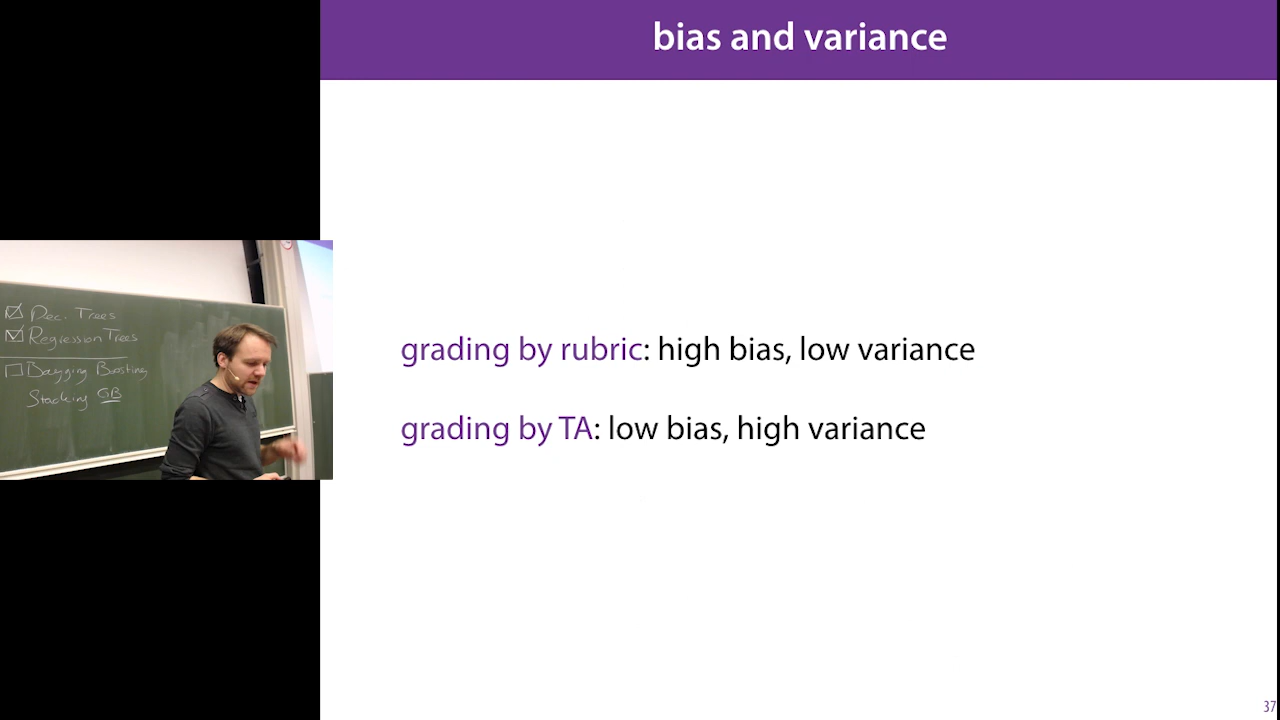 bias and variance
Dec. Trees
Regression Trees
Bagging Boosting
Stacking GB
grading by rubric: high bias, low variance
grading by TA: low bias, high variance
37